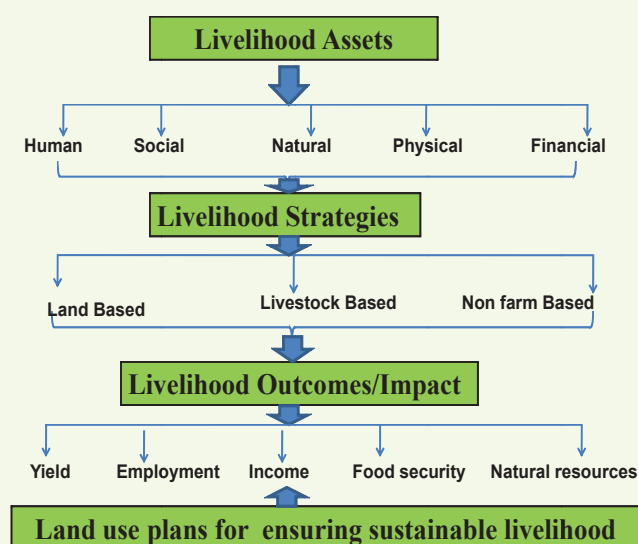 Livelihood Assets
Human Social Natural Physical Financial
Livelihood Strategies
Land Based Livestock Based Non farm Based
Livelihood Outcomes/Impact
Yield Employment Income Food security Natural resources
Land use plans for ensuring sustainable livelihood